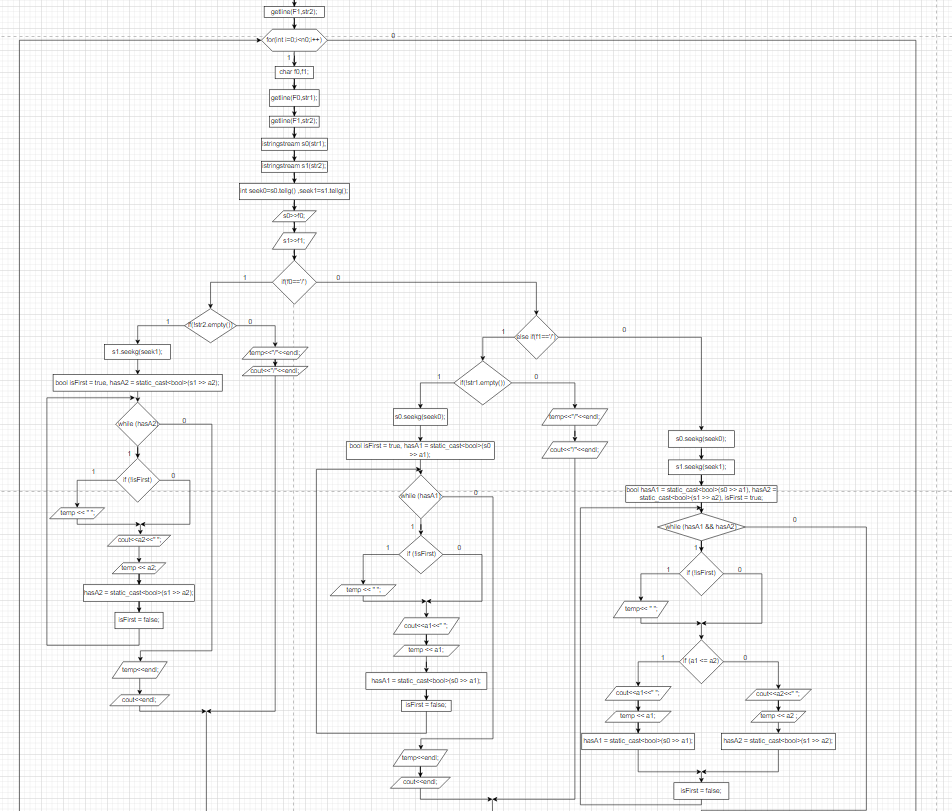 getline(F1,str2);
for(int i=0;i<n0;i++)
0
1
char f0,f1;
getline(F0,str1);
getline(F1,str2);
istringstream s0(str1);
istringstream s1(str2);
int seek0=s0.tellg() ,seek1=s1.tellg();
s0>>f0;
s1>>f1;
if(f0=='/')
1
0
if(!str2.empty())
1
0
s1.seekg(seek1);
temp<<"/"<<endl;
cout<<"/"<<endl;
bool isFirst = true, hasA2 = static_cast<bool>(s1 >> a2);
while (hasA2)
0
1
if (!isFirst)
1
0
temp << " ";
cout<<a2<<" ";
temp << a2;
hasA2 = static_cast<bool>(s1 >> a2);
isFirst = false;
temp<<endl;
cout<<endl;
else if(f1=='/')
1
0
if(!str1.empty())
1
0
s0.seekg(seek0);
temp<<"/"<<endl;
cout<<"/"<<endl;
bool isFirst = true, hasA1 = static_cast<bool>(s0
>> a1);
while (hasA1)
0
1
if (!isFirst)
1
0
temp << " ";
cout<<a1<<" ";
temp << a1;
hasA1 = static_cast<bool>(s0 >> a1);
isFirst = false;
temp<<endl;
cout<<endl;
s0.seekg(seek0);
s1.seekg(seek1);
bool hasA1 = static_cast<bool>(s0 >> a1), hasA2 =
static_cast<bool>(s1 >> a2), isFirst = true;
while (hasA1 && hasA2)
0
1
if (!isFirst)
1
0
temp<< " ";
if (a1 <= a2)
1
0
cout<<a1<<" ";
cout<<a2<<" ";
temp << a1;
temp << a2 ;
hasA1 = static_cast<bool>(s0 >> a1);
hasA2 = static_cast<bool>(s1 >> a2);
isFirst = false;